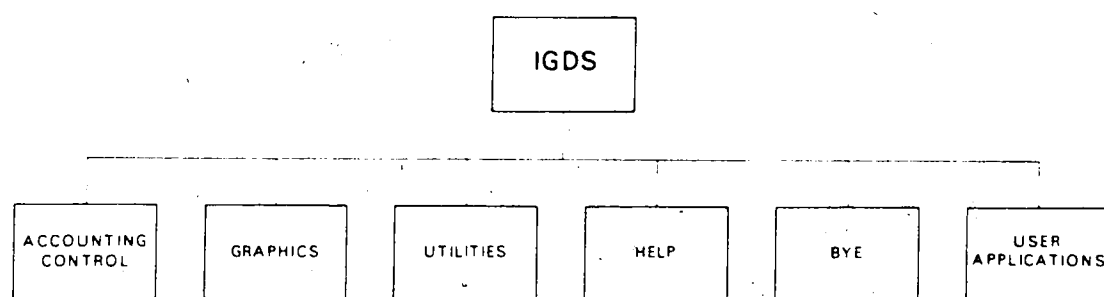 IGDS
ACCOUNTING
CONTROL
GRAPHICS
UTILITIES
HELP
BYE
USER
APPLICATIONS